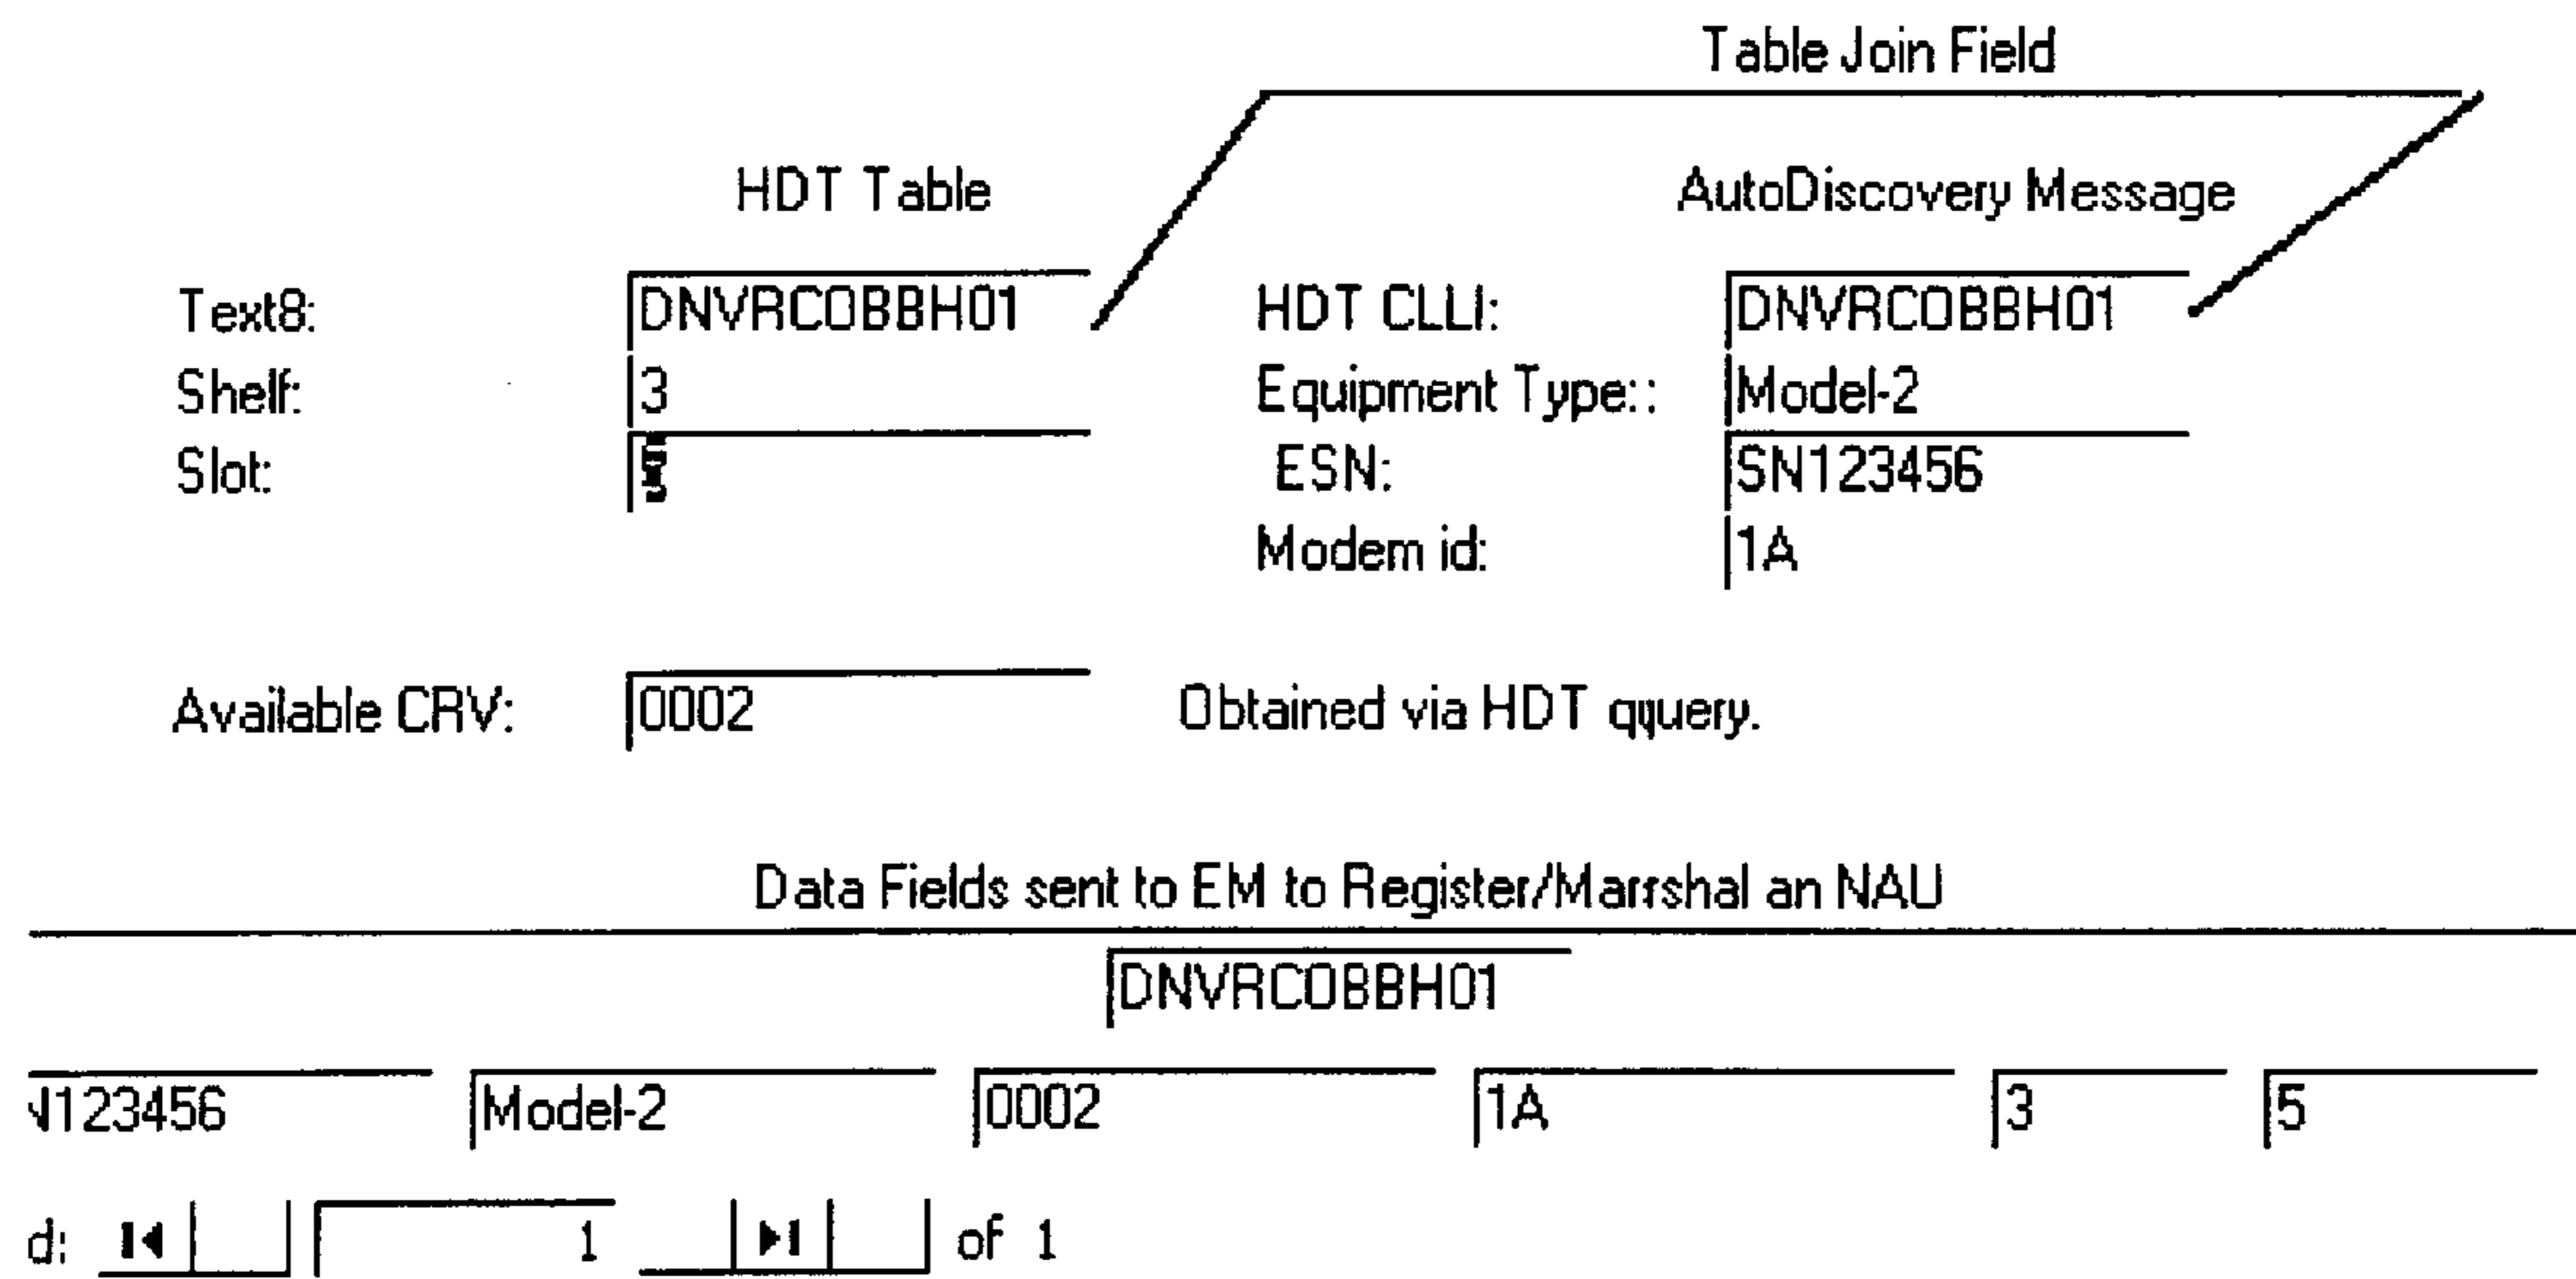 Table Join Field
HDT Table AutoDiscovery Message
Text8: DNVRCOBBH01 HDT CLLI: DNVRCOBBH01
Shelf: 3 Equipment Type:: Model-2
Slot: ESN: SN123456
Modem id: 1A
Available CRV: 0002 Obtained via HDT qquery.
Data Fields sent to EM to Register/Marrshal an NAU
DNVRCOBBH01
N123456 Model-2 0002 1A 3 5
d: 1 of 1